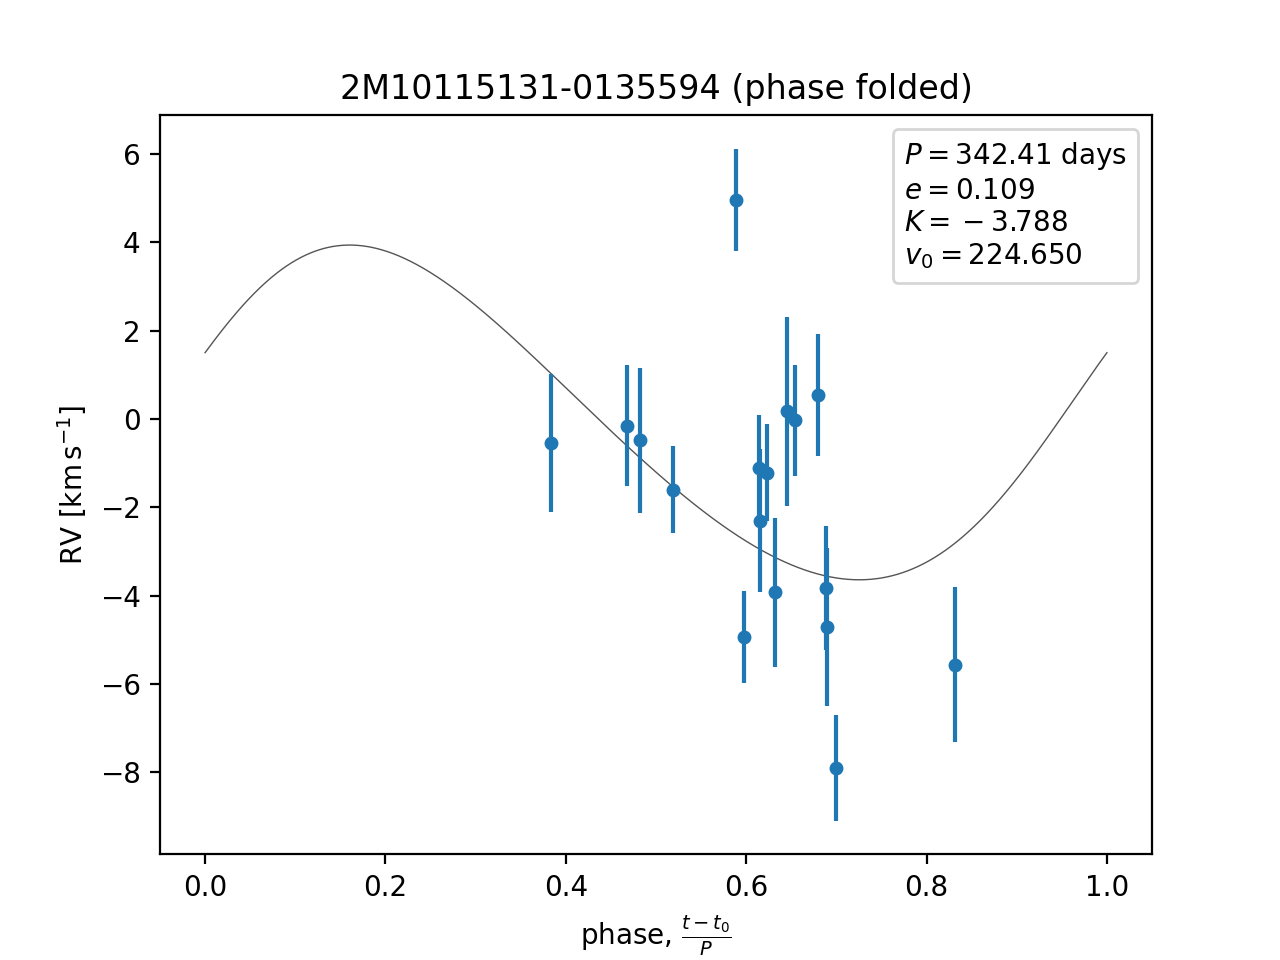 2M10115131-0135594 (phase folded)
P = 342.41 days
e = 0.109
K = −3.788
v₀ = 224.650
6
4
2
0
−2
−4
−6
−8
RV [km s⁻¹]
0.0 0.2 0.4 0.6 0.8 1.0
phase, (t − t₀)/P